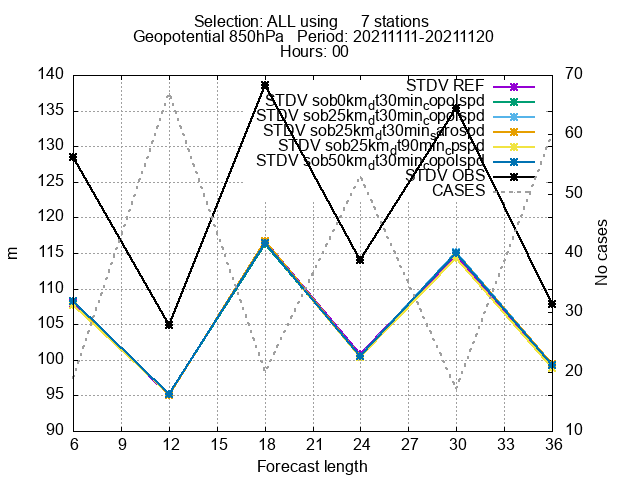 Selection: ALL using 7 stations
Geopotential 850hPa Period: 20211111-20211120
Hours: 00
140
135
130
125
120
115
110
105
100
95
90
70
60
50
40
30
20
10
m
No cases
STDV REF
STDV sob0km_dt30min_copolspd
STDV sob25km_dt30min_copolspd
STDV sob25km_dt30min_
STDV sob25km_dt90min_cpspd
STDV sob50km_dt30min_copolspd
STDV OBS
CASES
6 9 12 15 18 21 24 27 30 33 36
Forecast length